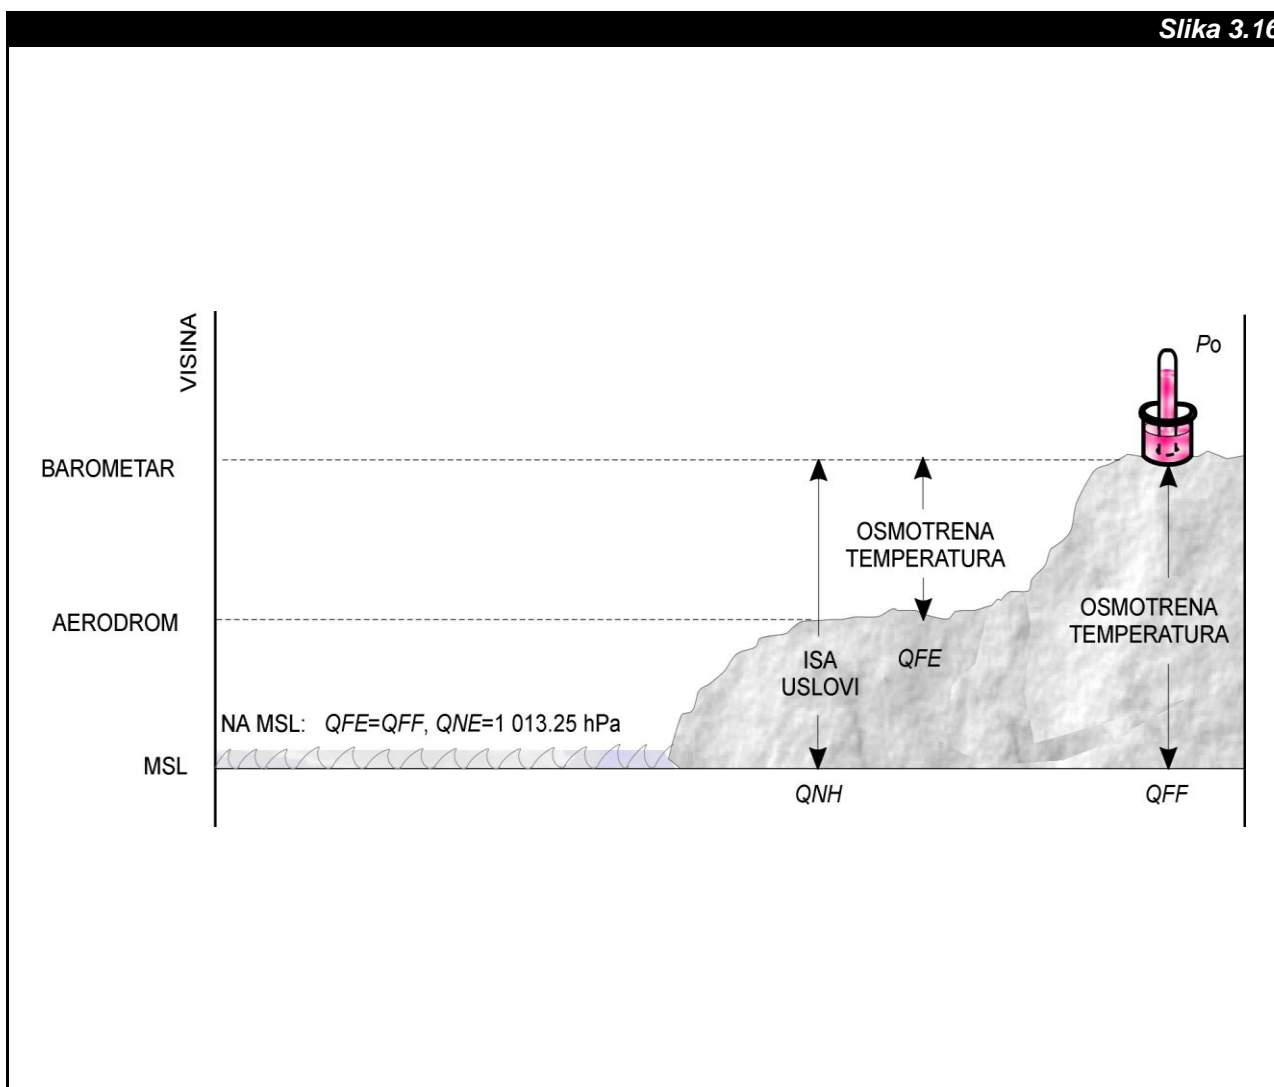 Slika 3.16
VISINA
Po
BAROMETAR
OSMOTRENA
TEMPERATURA
AERODROM
OSMOTRENA
TEMPERATURA
ISA
USLOVI
QFE
NA MSL: QFE=QFF, QNE=1 013.25 hPa
MSL
QNH
QFF